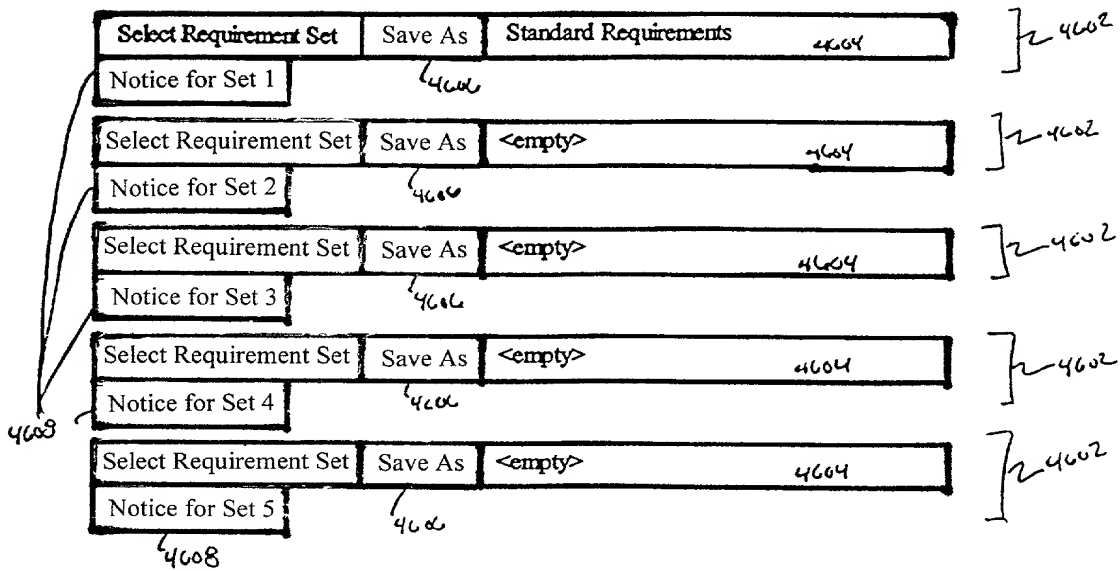 Select Requirement Set Save As Standard Requirements 4604 4602
Notice for Set 1 4606
Select Requirement Set Save As <empty> 4604 4602
Notice for Set 2 4606
Select Requirement Set Save As <empty> 4604 4602
Notice for Set 3 4606
Select Requirement Set Save As <empty> 4604 4602
Notice for Set 4 4606
4608
Select Requirement Set Save As <empty> 4604 4602
Notice for Set 5 4606
4608